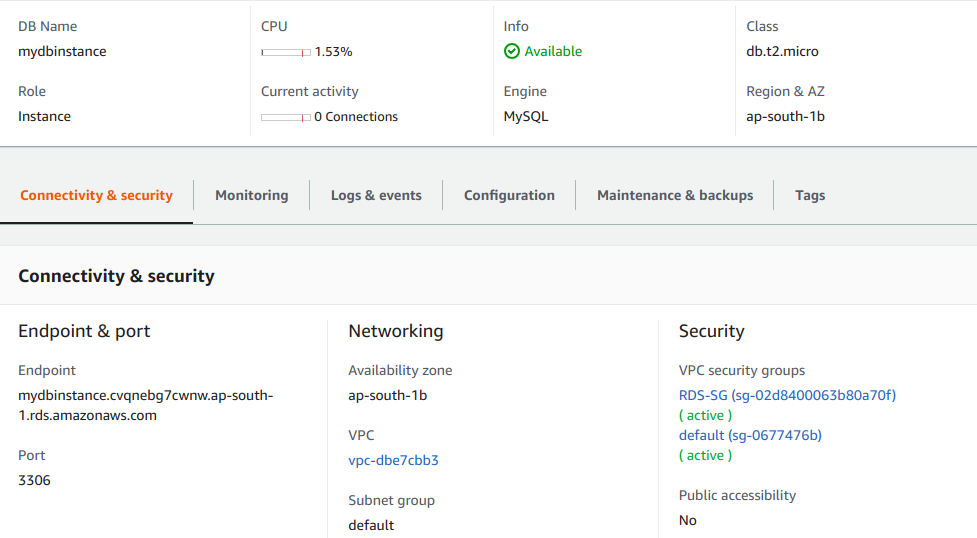 DB Name
mydbinstance
CPU
1.53%
Info
Available
Class
db.t2.micro
Role
Instance
Current activity
0 Connections
Engine
MySQL
Region & AZ
ap-south-1b
Connectivity & security
Monitoring
Logs & events
Configuration
Maintenance & backups
Tags
Connectivity & security
Endpoint & port
Endpoint
mydbinstance.cvqnebg7cwnw.ap-south-
1.rds.amazonaws.com
Port
3306
Networking
Availability zone
ap-south-1b
VPC
vpc-dbe7cbb3
Subnet group
default
Security
VPC security groups
RDS-SG (sg-02d8400063b80a70f)
( active )
default (sg-0677476b)
( active )
Public accessibility
No